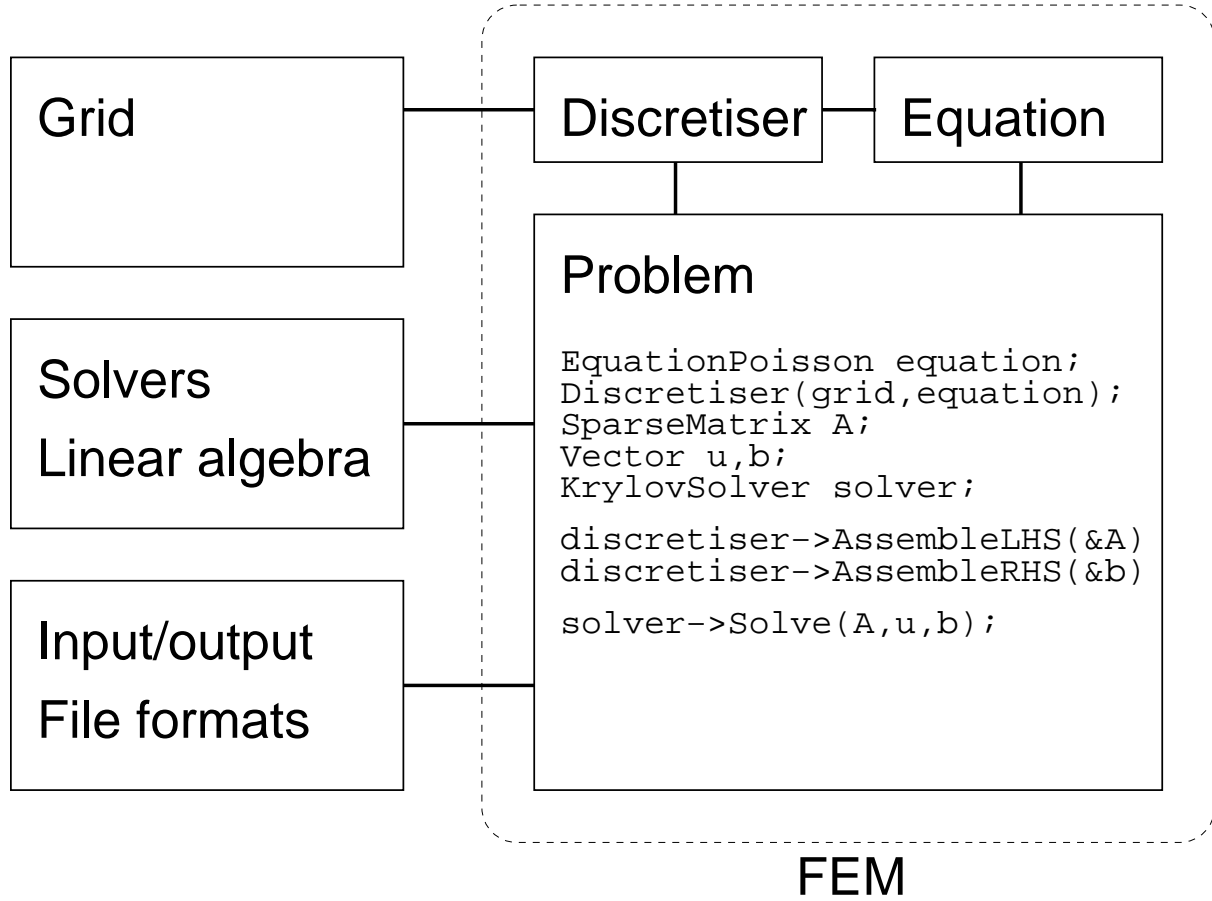 Grid
Discretiser
Equation
Solvers
Linear algebra
Input/output
File formats
Problem
EquationPoisson equation;
Discretiser(grid,equation);
SparseMatrix A;
Vector u,b;
KrylovSolver solver;
discretiser−>AssembleLHS(&A)
discretiser−>AssembleRHS(&b)
solver−>Solve(A,u,b);
FEM